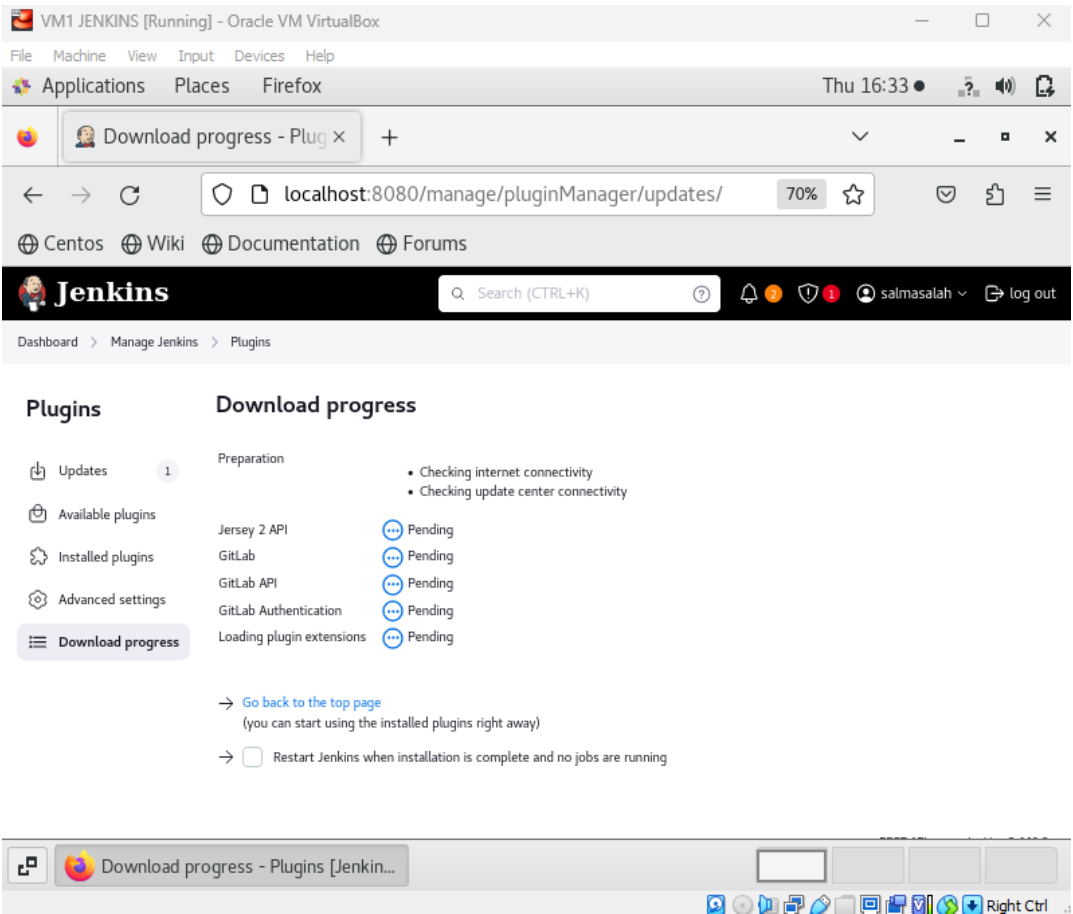 VM1 JENKINS [Running] - Oracle VM VirtualBox
File Machine View Input Devices Help
Applications Places Firefox Thu 16:33
Download progress - Plug
localhost:8080/manage/pluginManager/updates/ 70%
Centos Wiki Documentation Forums
Jenkins Search (CTRL+K) 2 1 salmasalah log out
Dashboard > Manage Jenkins > Plugins
Plugins
Updates 1
Available plugins
Installed plugins
Advanced settings
Download progress
Download progress
Preparation
• Checking internet connectivity
• Checking update center connectivity
Jersey 2 API Pending
GitLab Pending
GitLab API Pending
GitLab Authentication Pending
Loading plugin extensions Pending
→ Go back to the top page
(you can start using the installed plugins right away)
→ Restart Jenkins when installation is complete and no jobs are running
Download progress - Plugins [Jenkin...
Right Ctrl